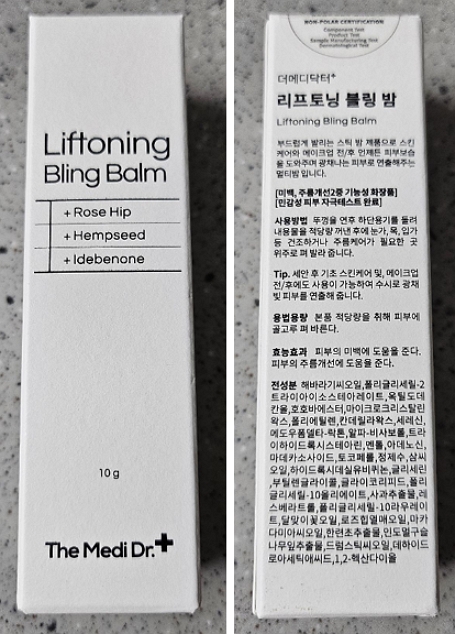 Liftoning
Bling Balm
+ Rose Hip
+ Hempseed
+ Idebenone
10 g
The Medi Dr.+
NON-POLAR CERTIFICATION
Component Test
Product Test
Sample Manufacturing Test
Dermatological Test
더메디닥터+
리프토닝 블링 밤
Liftoning Bling Balm
부드럽게 발리는 스틱 밤 제품으로 스킨
케어와 메이크업 전/후 언제든 피부보습
을 도와주며 광채나는 피부로 연출해주는
멀티밤 입니다.
[미백, 주름개선2중 기능성 화장품]
[민감성 피부 자극테스트 완료]
사용방법 뚜껑을 연후 하단용기를 돌려
내용물을 적당량 꺼낸 후에 눈가, 목, 입가
등 건조하거나 주름케어가 필요한 곳
위주로 펴 발라 줍니다.
Tip. 세안 후 기초 스킨케어 및, 메이크업
전/후에도 사용이 가능하여 수시로 광채
빛 피부를 연출해 줍니다.
용법용량 본품 적당량을 취해 피부에
골고루 펴 바른다.
효능효과 피부의 미백에 도움을 준다.
피부의 주름개선에 도움을 준다.
전성분 해바라기씨오일,폴리글리세릴-2
트라이아이소스테아레이트,옥틸도데
칸올,호호바에스터,마이크로크리스탈린
왁스,폴리에틸렌,칸데릴라왁스,세레신,
메도우폼델타-락톤,알파-비사보롤,트라
이하이드록시스테아린,멘톨,아데노신,
마데카소사이드,토코페롤,정제수,삼씨
오일,하이드록시데실유비퀴논,글리세린
,부틸렌글라이콜,글라이코리피드,폴리
글리세릴-10올리에이트,사과추출물,레
스베라트롤,폴리글리세릴-10라우레이
트,달맞이꽃오일,로즈힙열매오일,마카
다미아씨오일,한련초추출물,인도멀구슬
나무잎추출물,드럼스틱씨오일,데하이드
로아세틱애씨드,1,2-헥산다이올